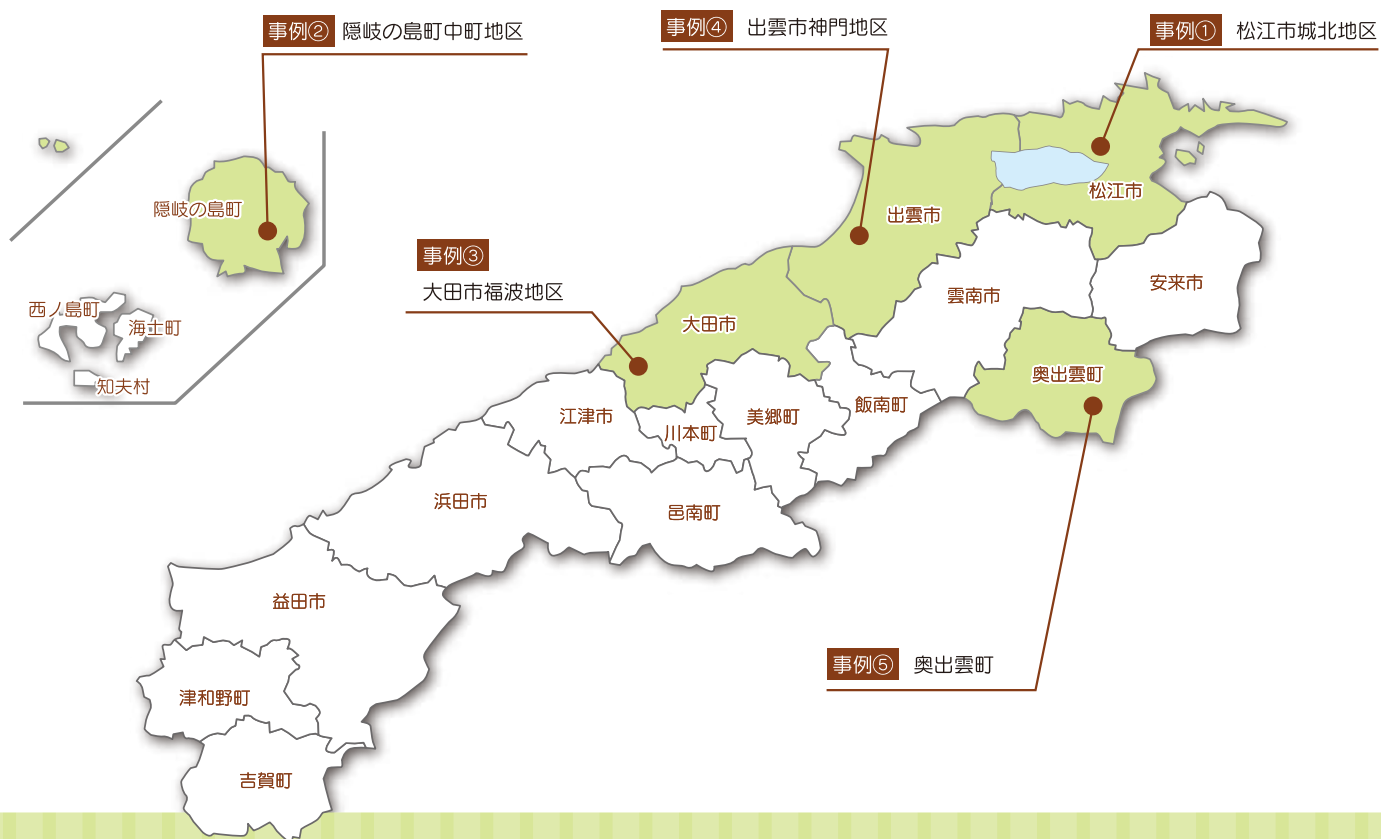 事例② 隠岐の島町中町地区
事例④ 出雲市神門地区
事例① 松江市城北地区
隠岐の島町
西ノ島町
海士町
知夫村
事例③
大田市福波地区
松江市
出雲市
安来市
雲南市
大田市
奥出雲町
飯南町
美郷町
江津市
川本町
浜田市
邑南町
益田市
事例⑤ 奥出雲町
津和野町
吉賀町